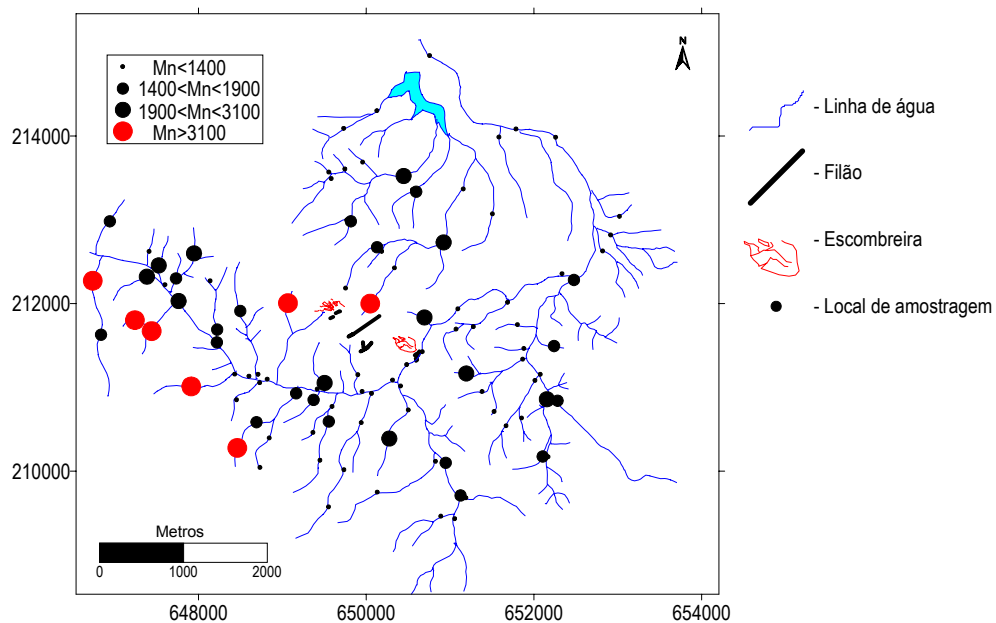 Mn<1400
1400<Mn<1900
1900<Mn<3100
Mn>3100
N
- Linha de água
- Filão
- Escombreira
- Local de amostragem
214000
212000
210000
Metros
0 1000 2000
648000 650000 652000 654000